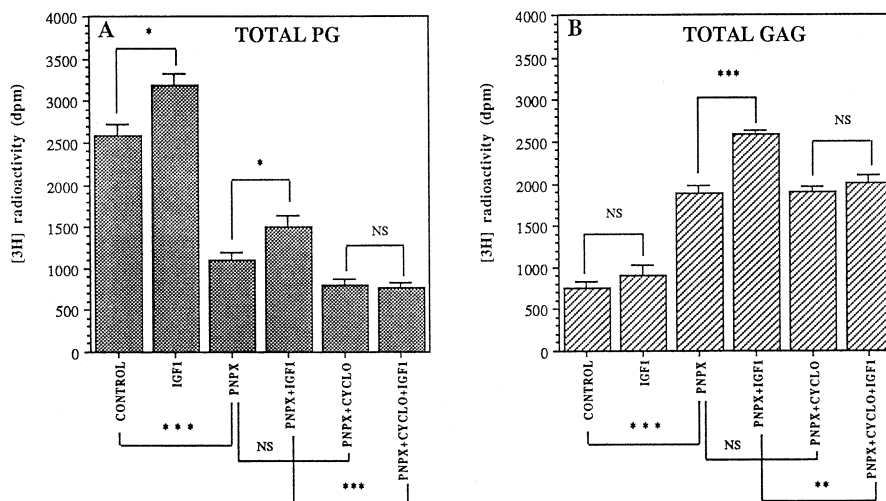 A TOTAL PG
[3H] radioactivity (dpm)
4000
3500
3000
2500
2000
1500
1000
500
0
*
*
NS
CONTROL
IGF1
PNPX
PNPX+IGF1
PNPX+CYCLO
PNPX+CYCLO+IGF1
***
NS
***
B TOTAL GAG
[3H] radioactivity (dpm)
4000
3500
3000
2500
2000
1500
1000
500
0
NS
***
NS
CONTROL
IGF1
PNPX
PNPX+IGF1
PNPX+CYCLO
PNPX+CYCLO+IGF1
***
NS
**